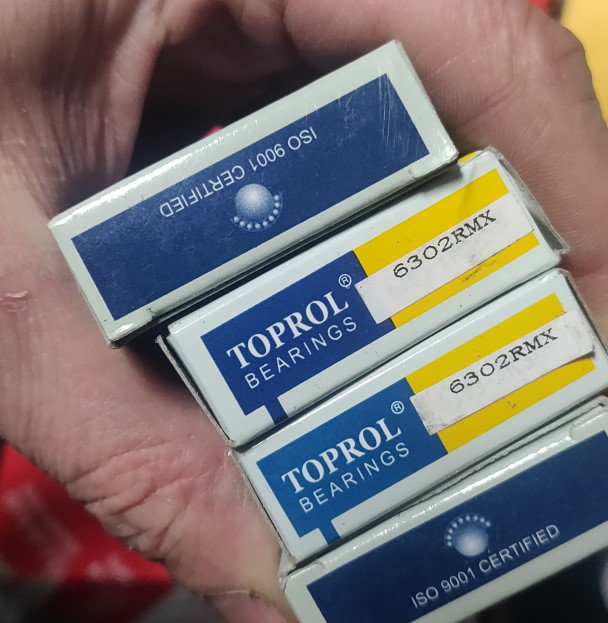 ISO 9001 CERTIFIED
TOPROL®
BEARINGS
6302RMX
TOPROL®
BEARINGS
6302RMX
ISO 9001 CERTIFIED